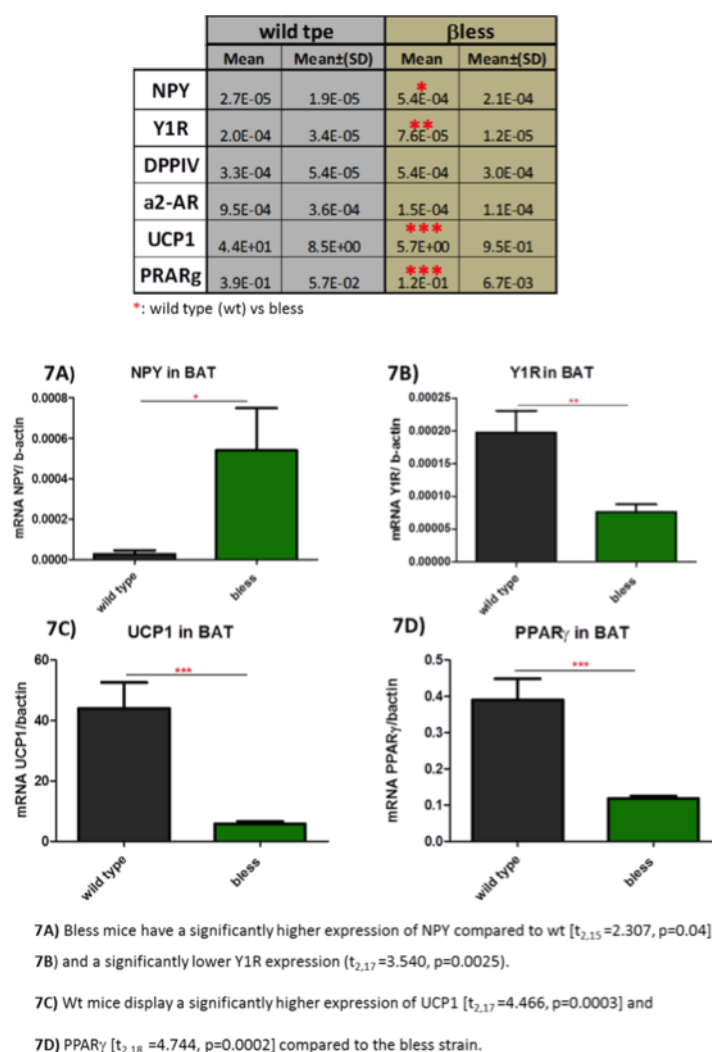 wild tpe βless
Mean Mean±(SD) Mean Mean±(SD)
NPY 2.7E-05 1.9E-05 * 5.4E-04 2.1E-04
Y1R 2.0E-04 3.4E-05 ** 7.6E-05 1.2E-05
DPPIV 3.3E-04 5.4E-05 5.4E-04 3.0E-04
a2-AR 9.5E-04 3.6E-04 1.5E-04 1.1E-04
UCP1 4.4E+01 8.5E+00 *** 5.7E+00 9.5E-01
PRARg 3.9E-01 5.7E-02 *** 1.2E-01 6.7E-03
*: wild type (wt) vs bless
7A) NPY in BAT
mRNA NPY/ b-actin
0.0008
0.0006
0.0004
0.0002
0.0000
*
wild type
bless
7B) Y1R in BAT
mRNA Y1R/ b-actin
0.00025
0.00020
0.00015
0.00010
0.00005
0.00000
**
wild type
bless
7C) UCP1 in BAT
mRNA UCP1/bactin
60
40
20
0
***
wild type
bless
7D) PPARγ in BAT
mRNA PPARγ/bactin
0.5
0.4
0.3
0.2
0.1
0.0
***
wild type
bless
7A) Bless mice have a significantly higher expression of NPY compared to wt [t2,15 =2.307, p=0.04]
7B) and a significantly lower Y1R expression (t2,17 =3.540, p=0.0025).
7C) Wt mice display a significantly higher expression of UCP1 [t2,17 =4.466, p=0.0003] and
7D) PPARγ [t2,18 =4.744, p=0.0002] compared to the bless strain.